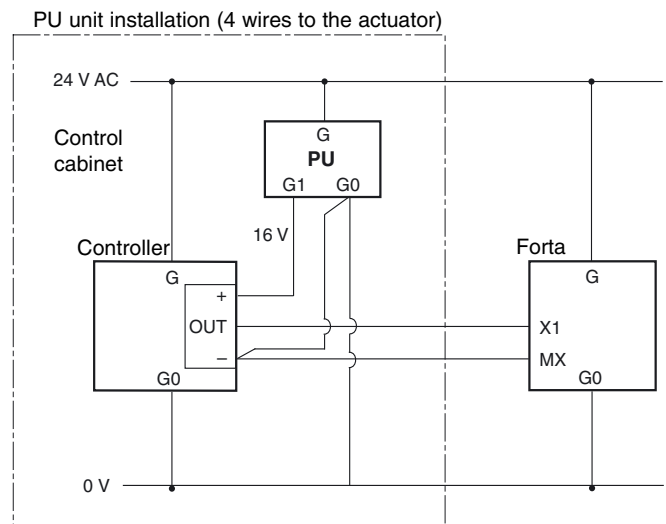 PU unit installation (4 wires to the actuator)
24 V AC
Control
cabinet
G
PU
G1 G0
16 V
Controller
G
+
OUT
–
G0
Forta
G
X1
MX
G0
0 V